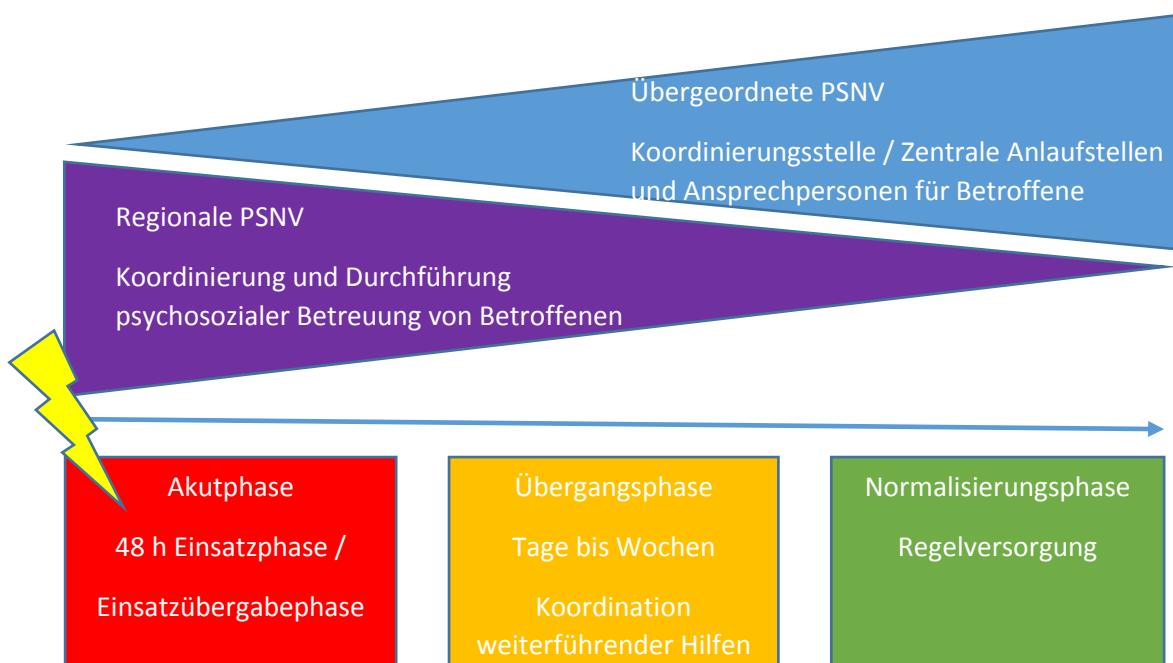 Übergeordnete PSNV
Koordinierungsstelle / Zentrale Anlaufstellen
und Ansprechpersonen für Betroffene
Regionale PSNV
Koordinierung und Durchführung
psychosozialer Betreuung von Betroffenen
Akutphase
48 h Einsatzphase /
Einsatzübergabephase
Übergangsphase
Tage bis Wochen
Koordination
weiterführender Hilfen
Normalisierungsphase
Regelversorgung